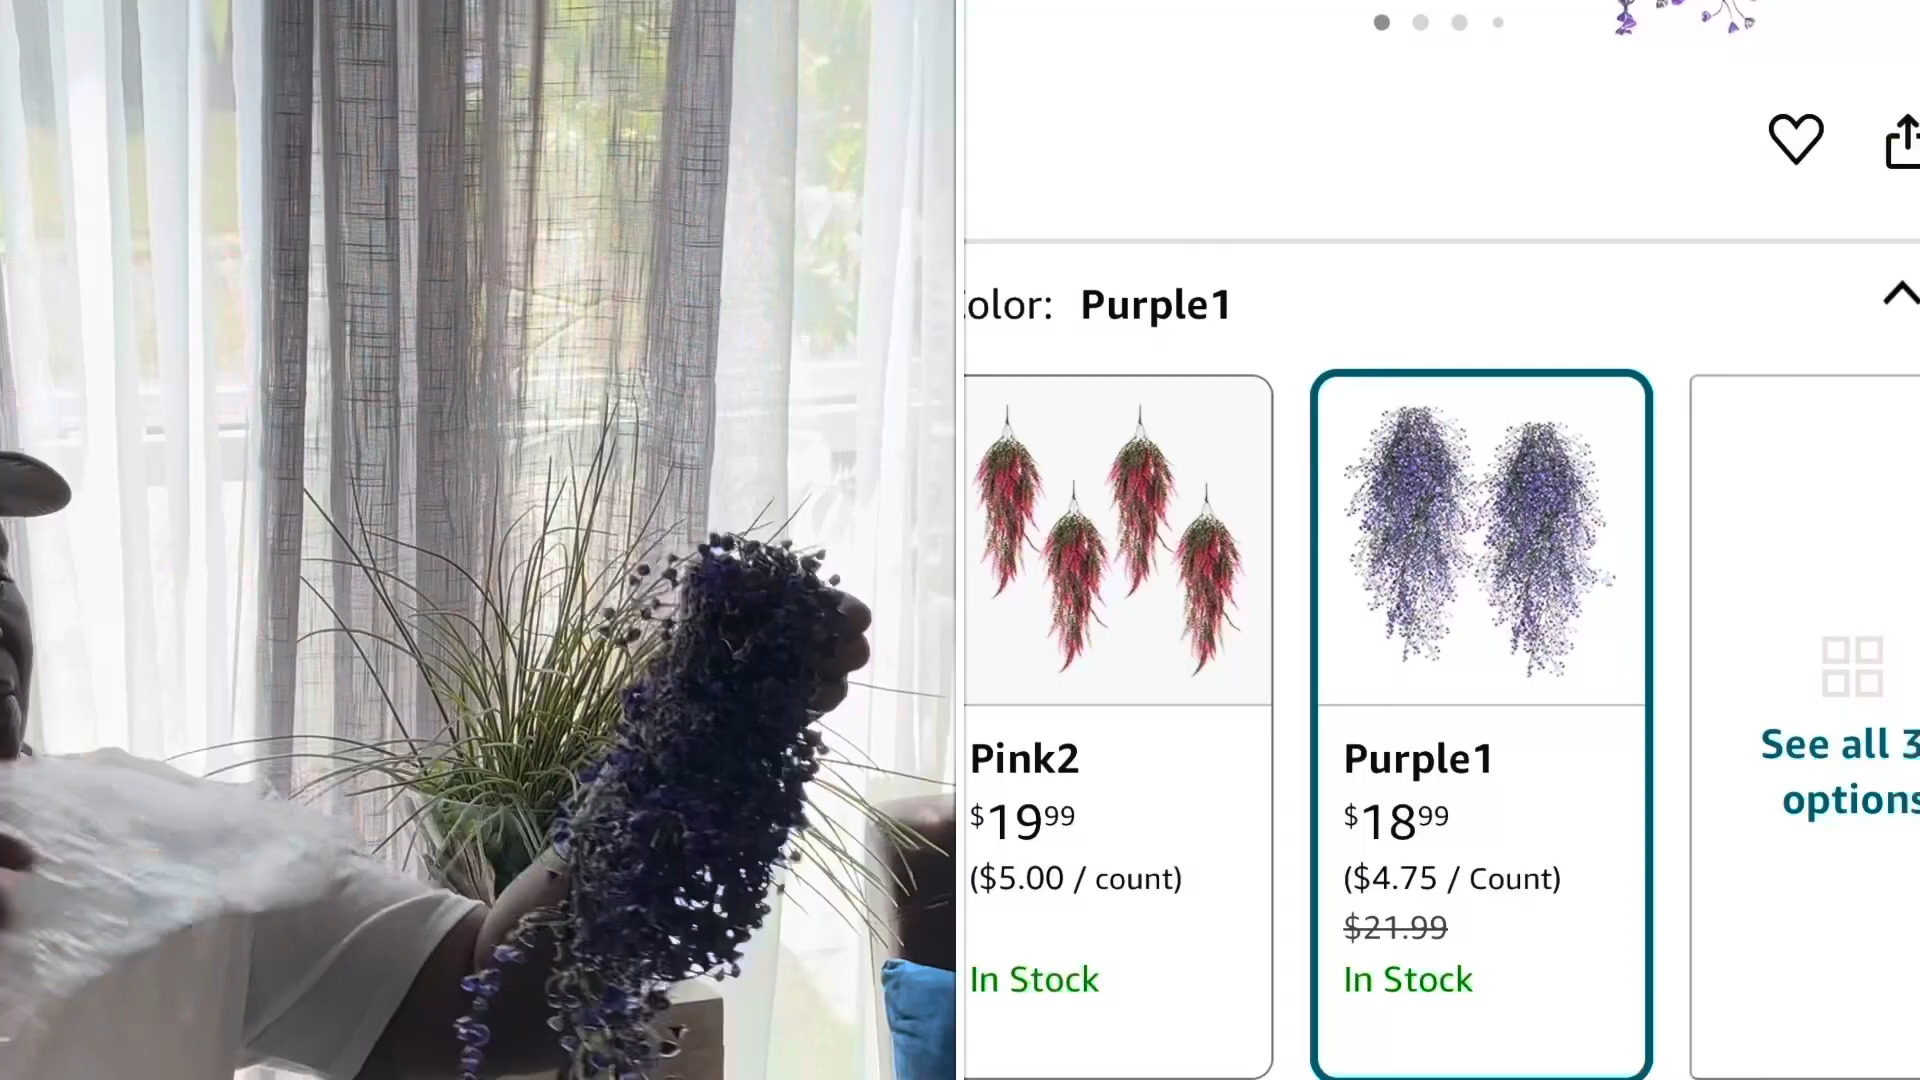 olor: Purple1
Pink2
$1999
($5.00 / count)
In Stock
Purple1
$1899
($4.75 / Count)
$21.99
In Stock
See all 3
options